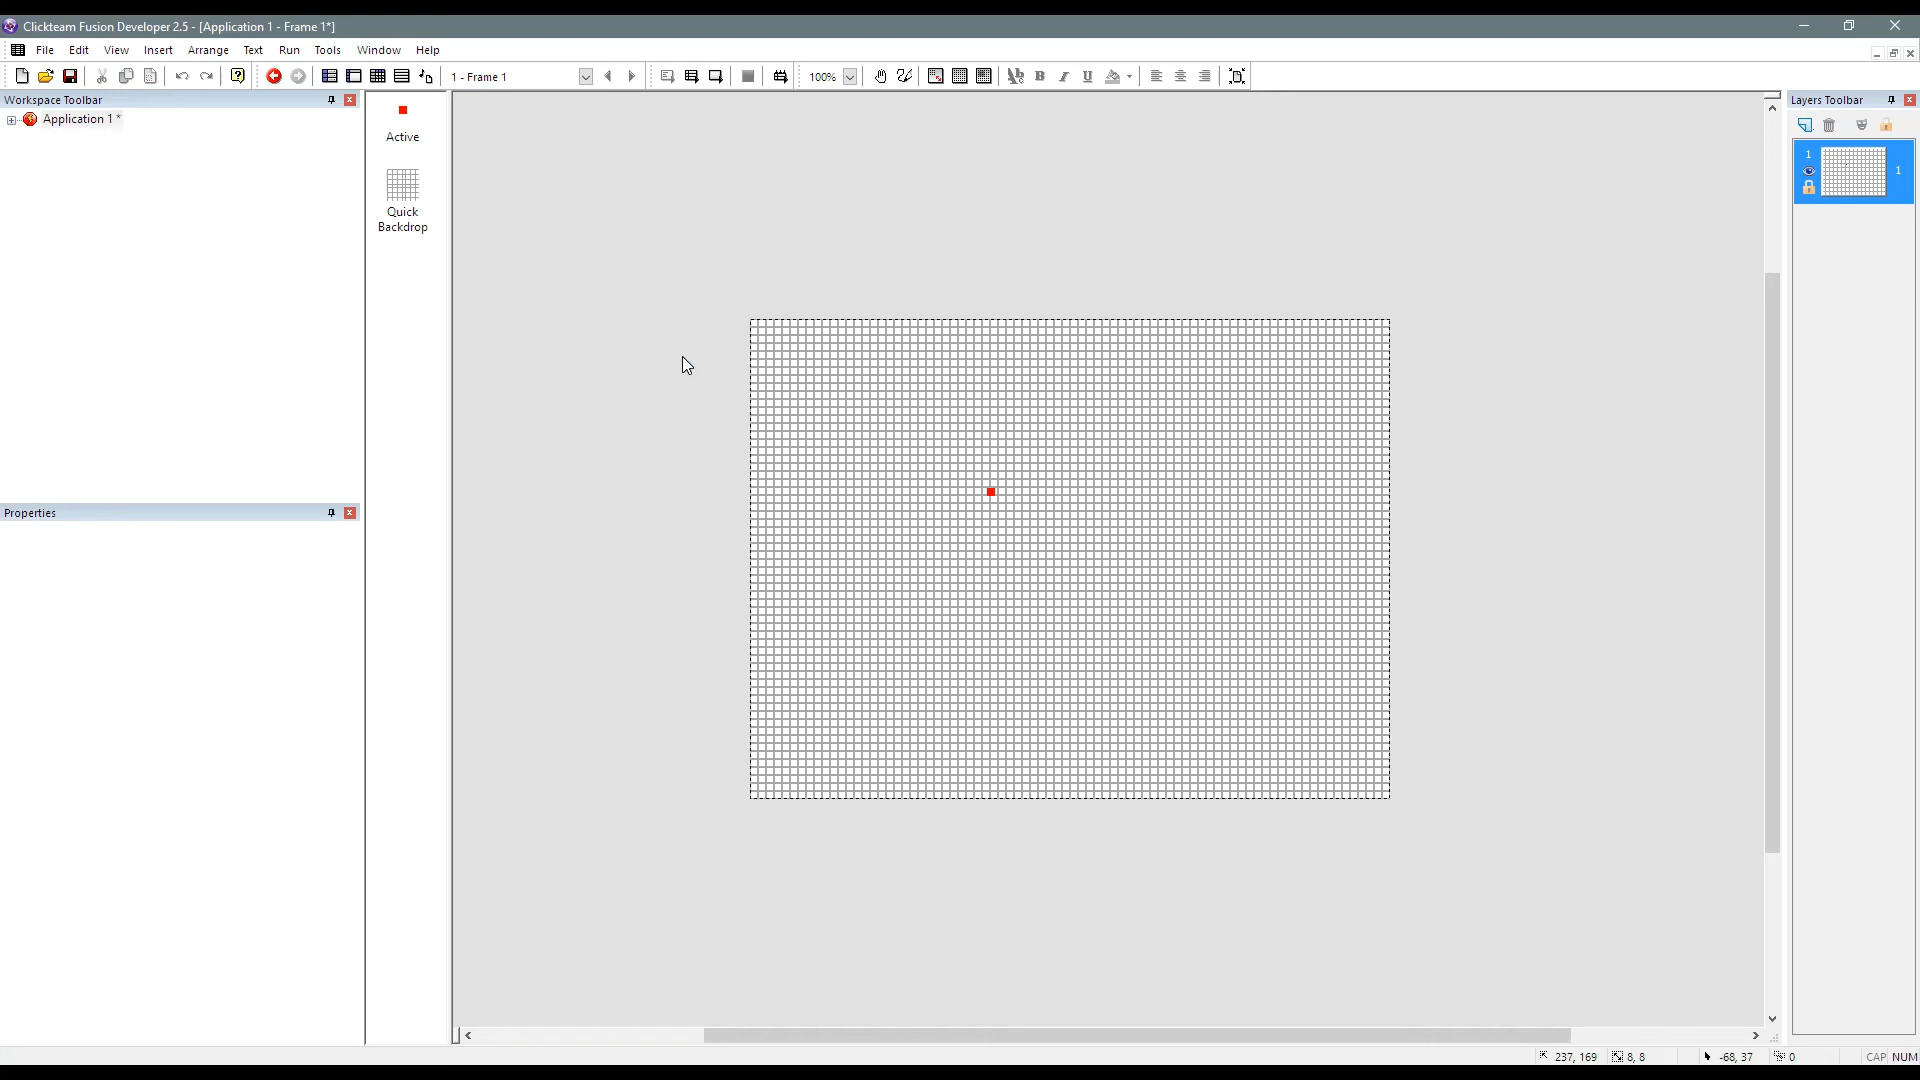 Clickteam Fusion Developer 2.5 - [Application 1 - Frame 1*]
File Edit View Insert Arrange Text Run Tools Window Help
1 - Frame 1
100%
Workspace Toolbar
Application 1 *
Properties
Active
Quick
Backdrop
Layers Toolbar
1
1
237, 169 8, 8 -68, 37 0 CAP NUM